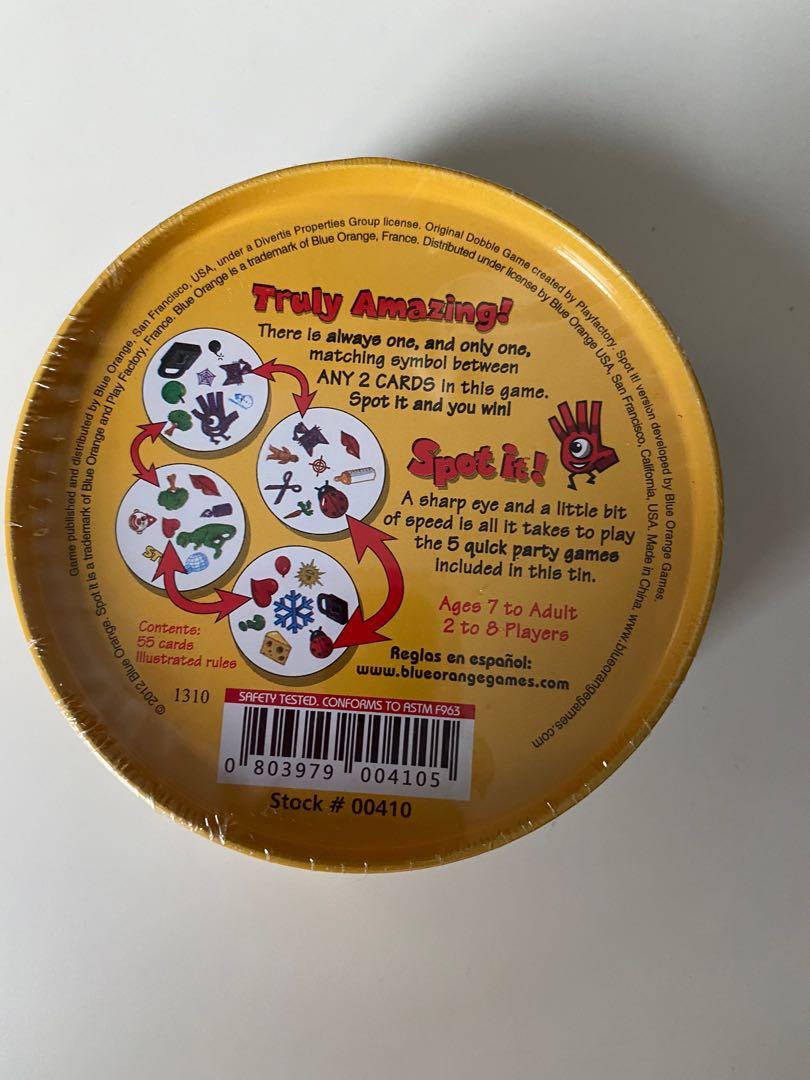 Game published and distributed by Blue Orange, San Francisco, USA, under a Divertis Properties Group license. Original Dobble Game created by Playfactory. Spot it! version developed by Blue Orange Games.
© 2012 Blue Orange. Spot it is a trademark of Blue Orange and Play Factory, France. Blue Orange is a trademark of Blue Orange, France. Distributed under license by Blue Orange USA, San Francisco, California, USA. Made in China. www.blueorangegames.com
Truly Amazing!
There is always one, and only one,
matching symbol between
ANY 2 CARDS in this game.
Spot it and you win!
Spot it!
A sharp eye and a little bit
of speed is all it takes to play
the 5 quick party games
included in this tin.
Ages 7 to Adult
2 to 8 Players
Contents:
55 cards
Illustrated rules
Reglas en español:
www.blueorangegames.com
1310
SAFETY TESTED. CONFORMS TO ASTM F963
0 803979 004105
Stock # 00410